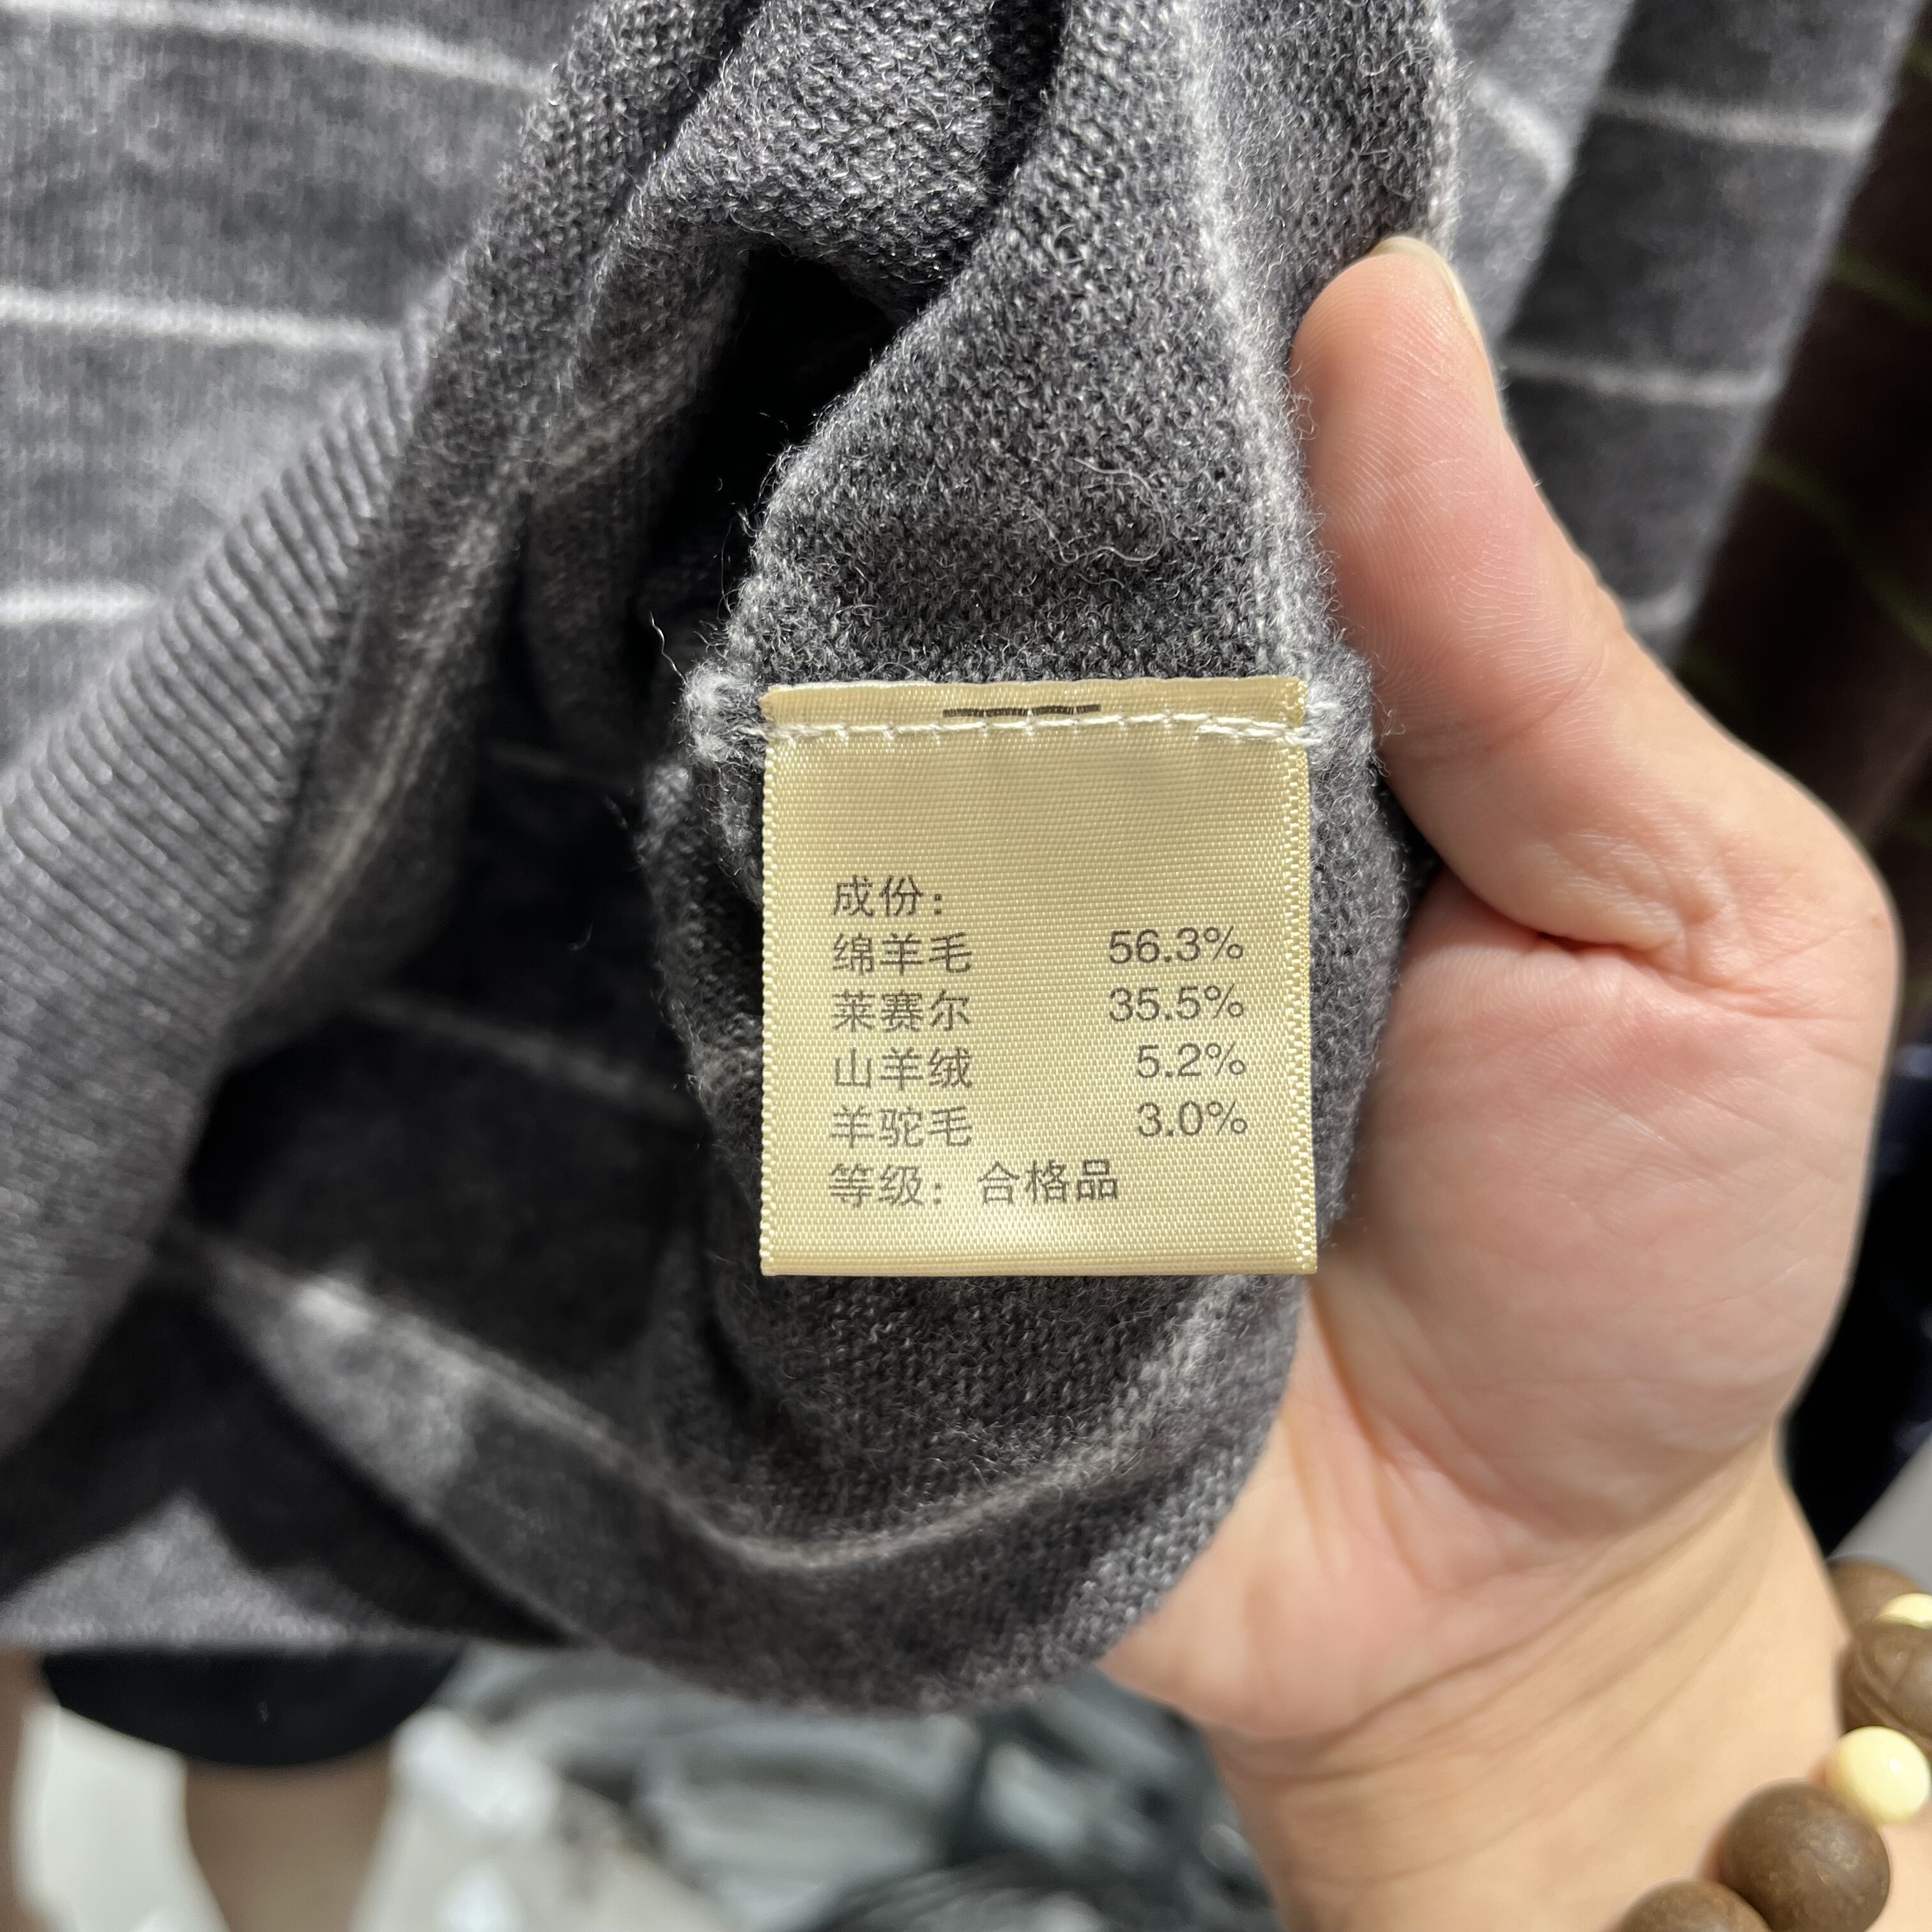 成份：
绵羊毛 56.3%
莱赛尔 35.5%
山羊绒 5.2%
羊驼毛 3.0%
等级：合格品